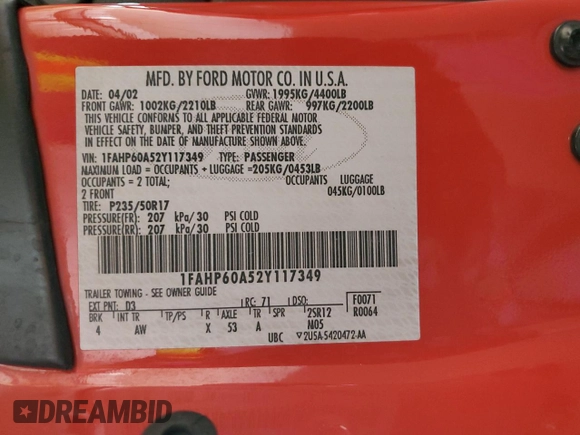 MFD. BY FORD MOTOR CO. IN U.S.A.
DATE: 04/02 GVWR: 1995KG/4400LB
FRONT GAWR: 1002KG/2210LB REAR GAWR: 997KG/2200LB
THIS VEHICLE CONFORMS TO ALL APPLICABLE FEDERAL MOTOR
VEHICLE SAFETY, BUMPER, AND THEFT PREVENTION STANDARDS
IN EFFECT ON THE DATE OF MANUFACTURE SHOWN ABOVE.
VIN: 1FAHP60A52Y117349 TYPE: PASSENGER
MAXIMUM LOAD = OCCUPANTS + LUGGAGE =205KG/0453LB
OCCUPANTS = 2 TOTAL; OCCUPANTS LUGGAGE
2 FRONT 045KG/0100LB
TIRE: P235/50R17
PRESSURE(FR): 207 kPa/30 PSI COLD
PRESSURE(RR): 207 kPa/30 PSI COLD
1FAHP60A52Y117349
TRAILER TOWING - SEE OWNER GUIDE
EXT PNT: D3 RC: 71 DSO: F0071
BRK INT TR TP/PS R AXLE TR SPR 2SR12 R0064
4 AW X 53 A M05
UBC ▽2USA-5420472-AA
DREAMBID